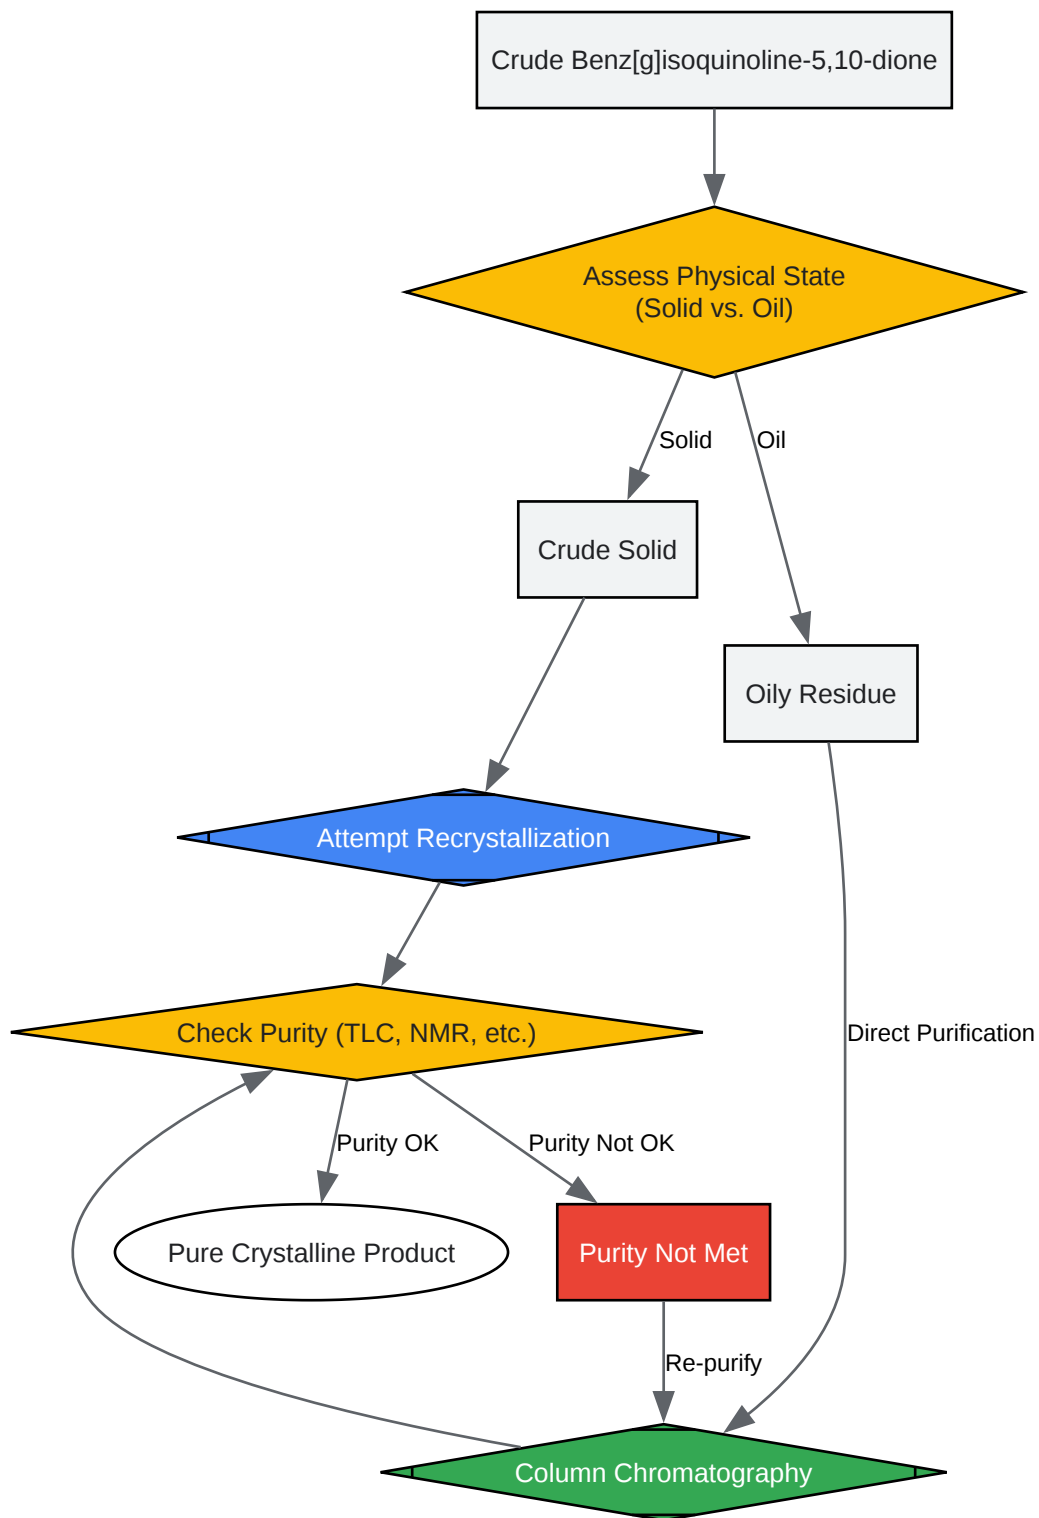 Crude Benz[g]isoquinoline-5,10-dione
Assess Physical State
(Solid vs. Oil)
Solid
Oil
Crude Solid
Oily Residue
Attempt Recrystallization
Check Purity (TLC, NMR, etc.)
Direct Purification
Purity OK
Purity Not OK
Pure Crystalline Product
Purity Not Met
Re-purify
Column Chromatography